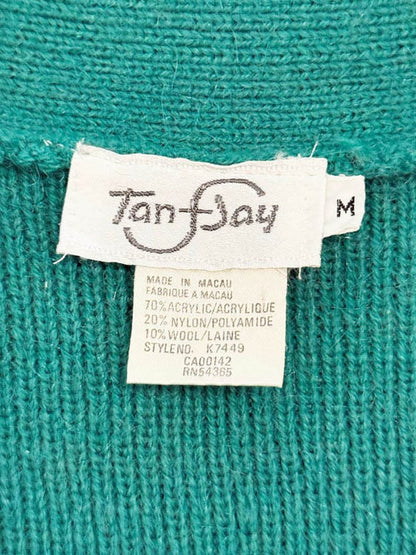 Tan Jay
M
MADE IN MACAU
FABRIQUE A MACAU
70% ACRYLIC/ACRYLIQUE
20% NYLON/POLYAMIDE
10% WOOL/LAINE
STYLENO. K7449
CA00142
RN54365